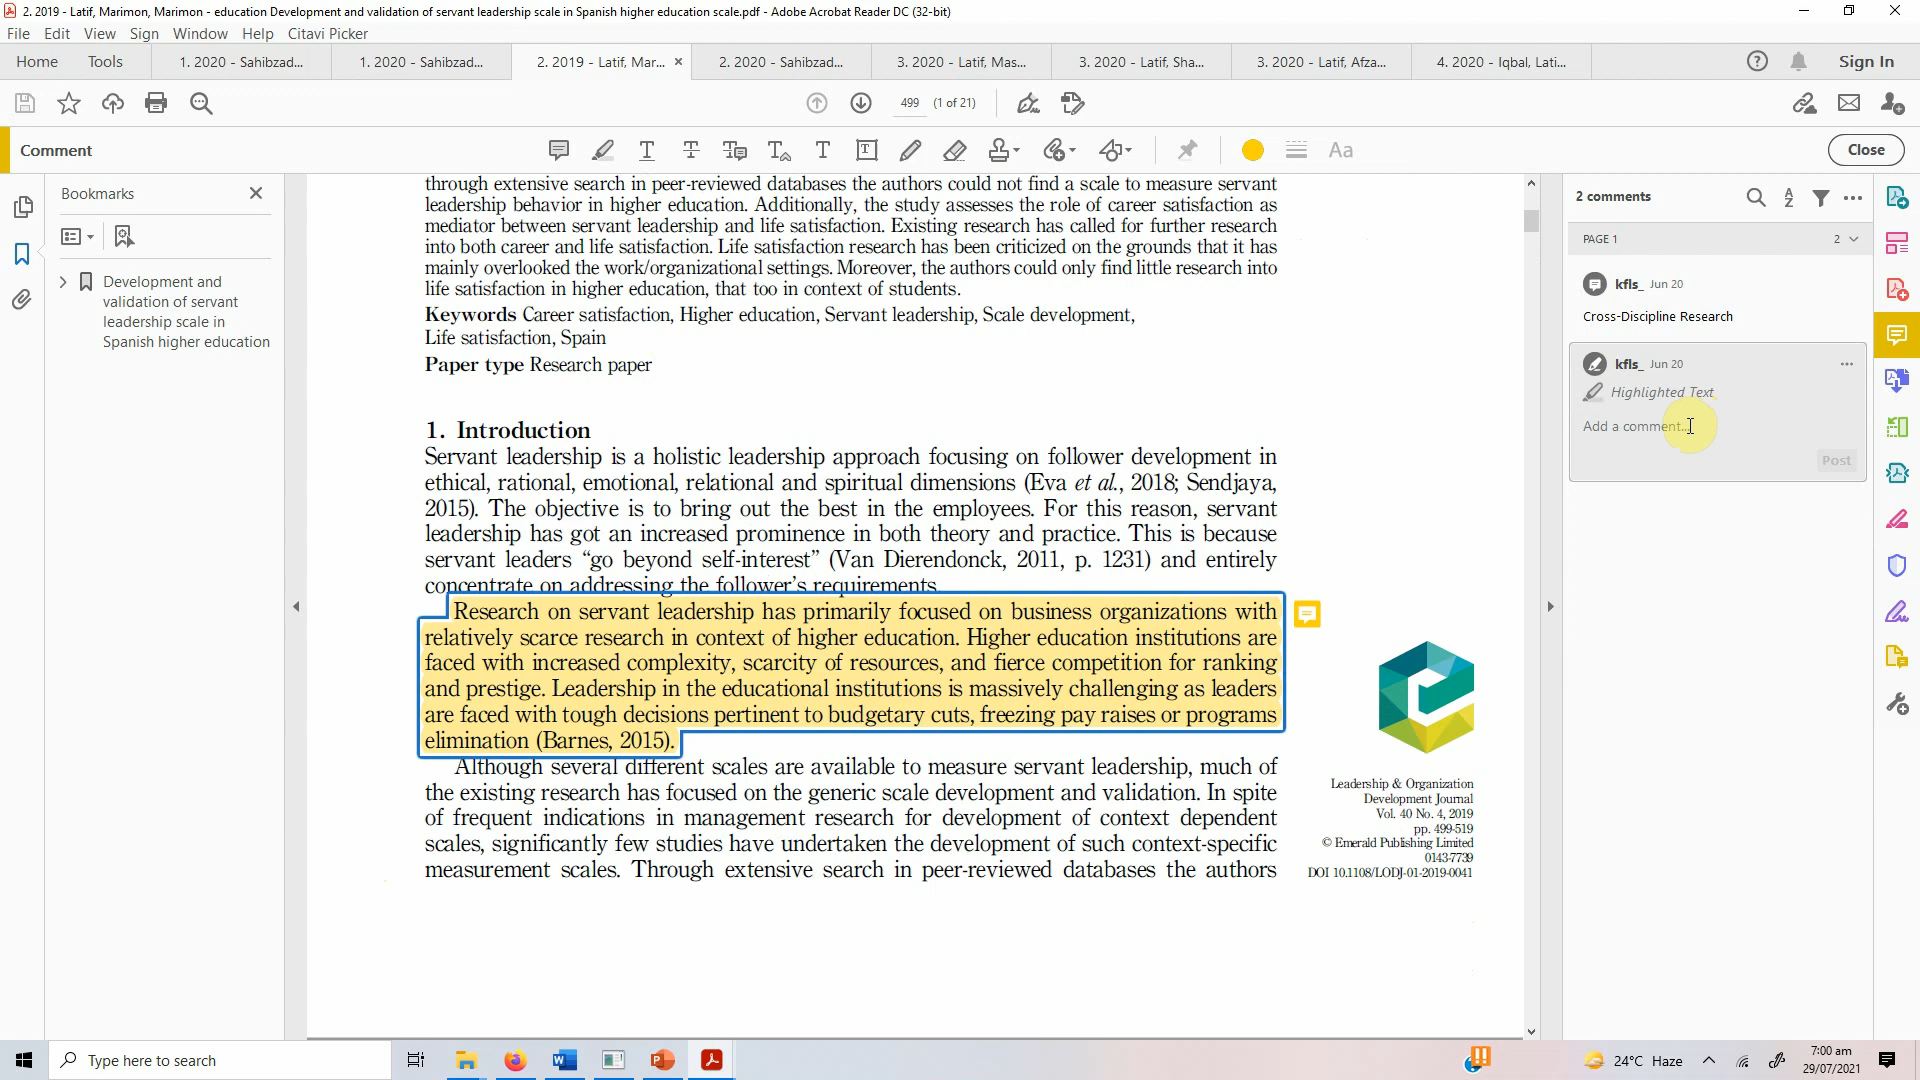 2. 2019 - Latif, Marimon, Marimon - education Development and validation of servant leadership scale in Spanish higher education scale.pdf - Adobe Acrobat Reader DC (32-bit)
File Edit View Sign Window Help Citavi Picker
Home Tools 1. 2020 - Sahibzad... 1. 2020 - Sahibzad... 2. 2019 - Latif, Mar... 2. 2020 - Sahibzad... 3. 2020 - Latif, Mas... 3. 2020 - Latif, Sha... 3. 2020 - Latif, Afza... 4. 2020 - Iqbal, Lati... Sign In
499 (1 of 21)
Comment Aa Close
Bookmarks
Development and
validation of servant
leadership scale in
Spanish higher education
through extensive search in peer-reviewed databases the authors could not find a scale to measure servant
leadership behavior in higher education. Additionally, the study assesses the role of career satisfaction as
mediator between servant leadership and life satisfaction. Existing research has called for further research
into both career and life satisfaction. Life satisfaction research has been criticized on the grounds that it has
mainly overlooked the work/organizational settings. Moreover, the authors could only find little research into
life satisfaction in higher education, that too in context of students.
Keywords Career satisfaction, Higher education, Servant leadership, Scale development,
Life satisfaction, Spain
Paper type Research paper
1. Introduction
Servant leadership is a holistic leadership approach focusing on follower development in
ethical, rational, emotional, relational and spiritual dimensions (Eva et al., 2018; Sendjaya,
2015). The objective is to bring out the best in the employees. For this reason, servant
leadership has got an increased prominence in both theory and practice. This is because
servant leaders “go beyond self-interest” (Van Dierendonck, 2011, p. 1231) and entirely
concentrate on addressing the follower’s requirements.
Research on servant leadership has primarily focused on business organizations with
relatively scarce research in context of higher education. Higher education institutions are
faced with increased complexity, scarcity of resources, and fierce competition for ranking
and prestige. Leadership in the educational institutions is massively challenging as leaders
are faced with tough decisions pertinent to budgetary cuts, freezing pay raises or programs
elimination (Barnes, 2015).
Although several different scales are available to measure servant leadership, much of
the existing research has focused on the generic scale development and validation. In spite
of frequent indications in management research for development of context dependent
scales, significantly few studies have undertaken the development of such context-specific
measurement scales. Through extensive search in peer-reviewed databases the authors
Leadership & Organization
Development Journal
Vol. 40 No. 4, 2019
pp. 499-519
© Emerald Publishing Limited
0143-7739
DOI 10.1108/LODJ-01-2019-0041
2 comments
PAGE 1 2
kfls_ Jun 20
Cross-Discipline Research
kfls_ Jun 20
Highlighted Text
Add a comment...
Post
Type here to search
24°C Haze
7:00 am
29/07/2021